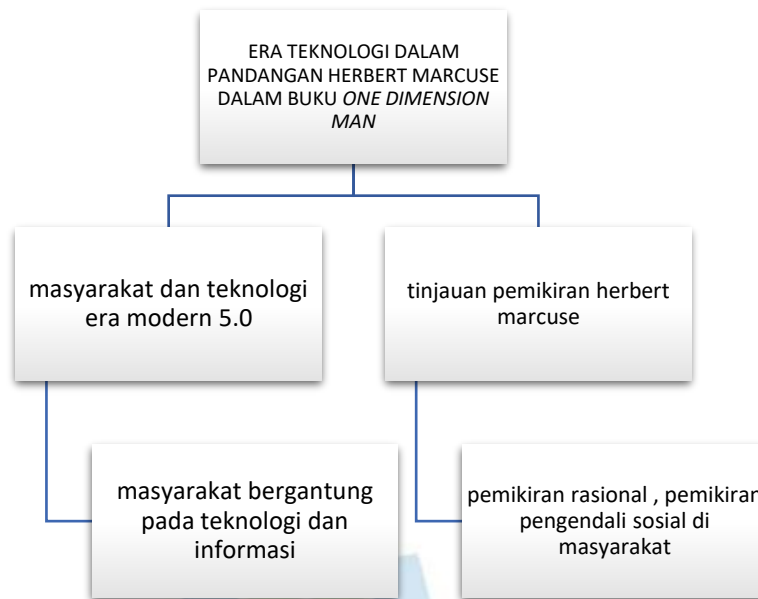 ERA TEKNOLOGI DALAM
PANDANGAN HERBERT MARCUSE
DALAM BUKU ONE DIMENSION
MAN
masyarakat dan teknologi
era modern 5.0
tinjauan pemikiran herbert
marcuse
masyarakat bergantung
pada teknologi dan
informasi
pemikiran rasional , pemikiran
pengendali sosial di
masyarakat